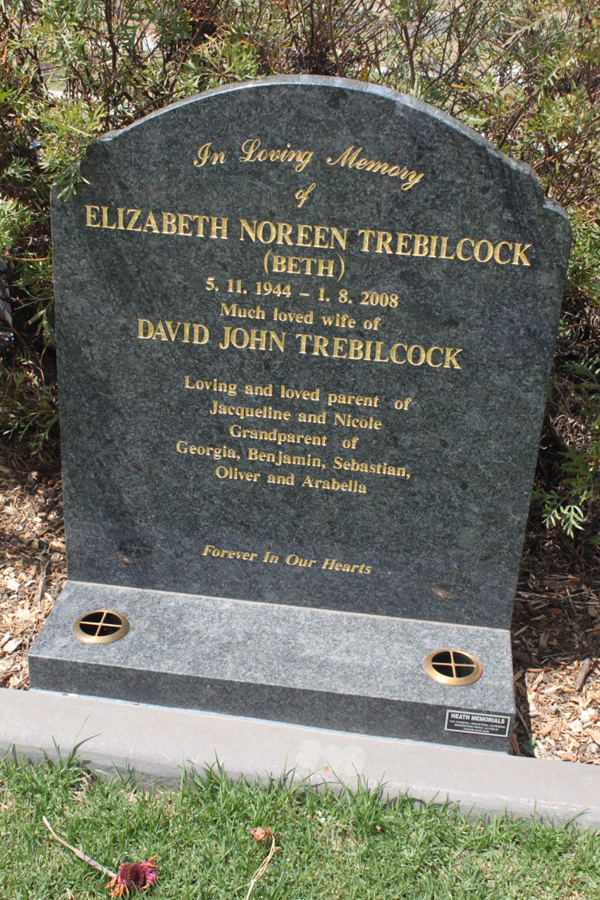 In Loving Memory
of
ELIZABETH NOREEN TREBILCOCK
(BETH)
5. 11. 1944 – 1. 8. 2008
Much loved wife of
DAVID JOHN TREBILCOCK
Loving and loved parent of
Jacqueline and Nicole
Grandparent of
Georgia, Benjamin, Sebastian,
Oliver and Arabella
Forever In Our Hearts
HEATH MEMORIALS